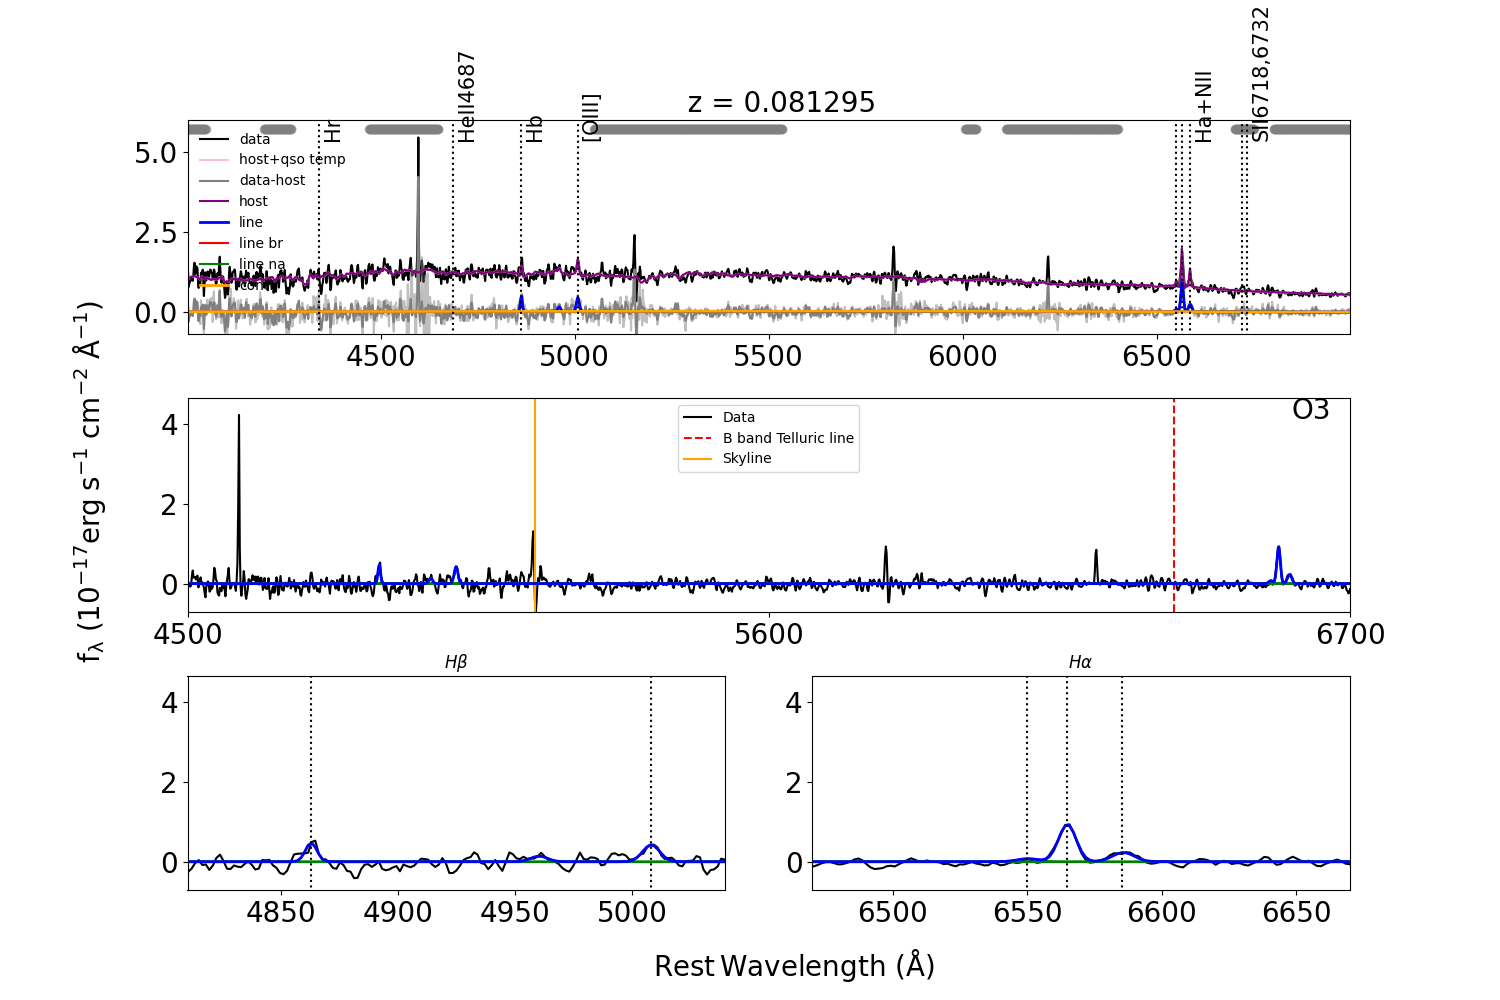 z = 0.081295
Hr
HeII4687
Hb
[OIII]
Ha+NII
SII6718,6732
data
host+qso temp
data-host
host
line
line br
line na
5.0
2.5
0.0
4500
5000
5500
6000
6500
f_λ (10^−17 erg s^−1 cm^−2 Å^−1)
O3
Data
B band Telluric line
Skyline
4
2
0
4500
5600
6700
Hβ
4
2
0
4850
4900
4950
5000
Hα
4
2
0
6500
6550
6600
6650
Rest Wavelength (Å)